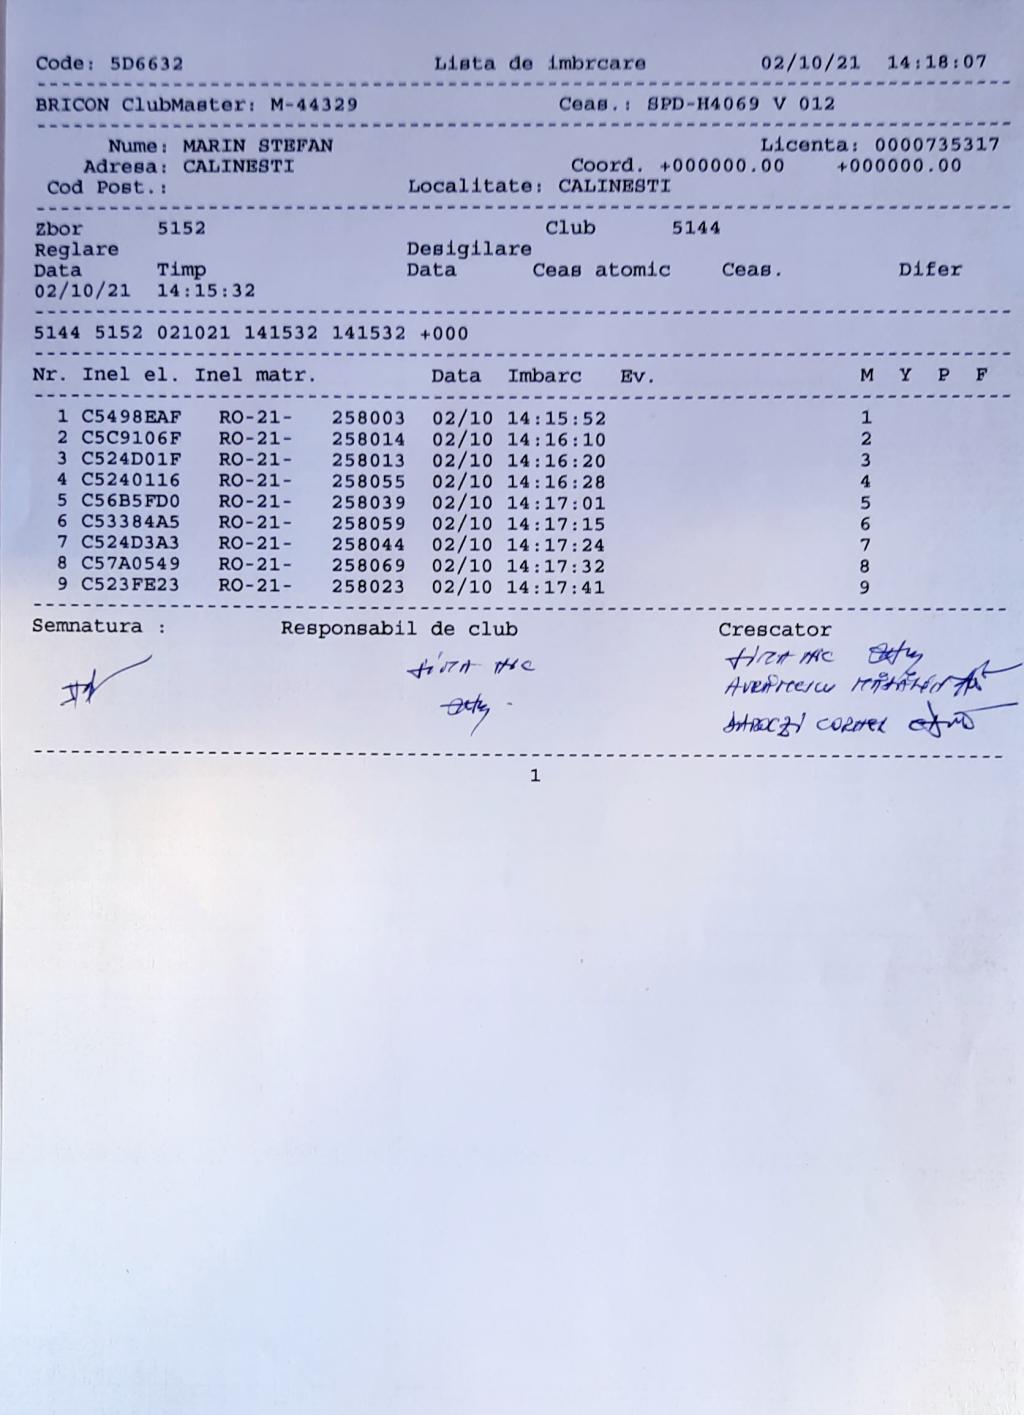 Code: 5D6632 Lista de imbrcare 02/10/21 14:18:07
BRICON ClubMaster: M-44329 Ceas.: SPD-H4069 V 012
Nume: MARIN STEFAN Licenta: 0000735317
Adresa: CALINESTI Coord. +000000.00 +000000.00
Cod Post.: Localitate: CALINESTI
Zbor 5152 Club 5144
Reglare Desigilare
Data Timp Data Ceas atomic Ceas. Difer
02/10/21 14:15:32
5144 5152 021021 141532 141532 +000
Nr. Inel el. Inel matr. Data Imbarc Ev. M Y P F
1 C5498EAF RO-21- 258003 02/10 14:15:52 1
2 C5C9106F RO-21- 258014 02/10 14:16:10 2
3 C524D01F RO-21- 258013 02/10 14:16:20 3
4 C5240116 RO-21- 258055 02/10 14:16:28 4
5 C56B5FD0 RO-21- 258039 02/10 14:17:01 5
6 C53384A5 RO-21- 258059 02/10 14:17:15 6
7 C524D3A3 RO-21- 258044 02/10 14:17:24 7
8 C57A0549 RO-21- 258069 02/10 14:17:32 8
9 C523FE23 RO-21- 258023 02/10 14:17:41 9
Semnatura : Responsabil de club Crescator
1